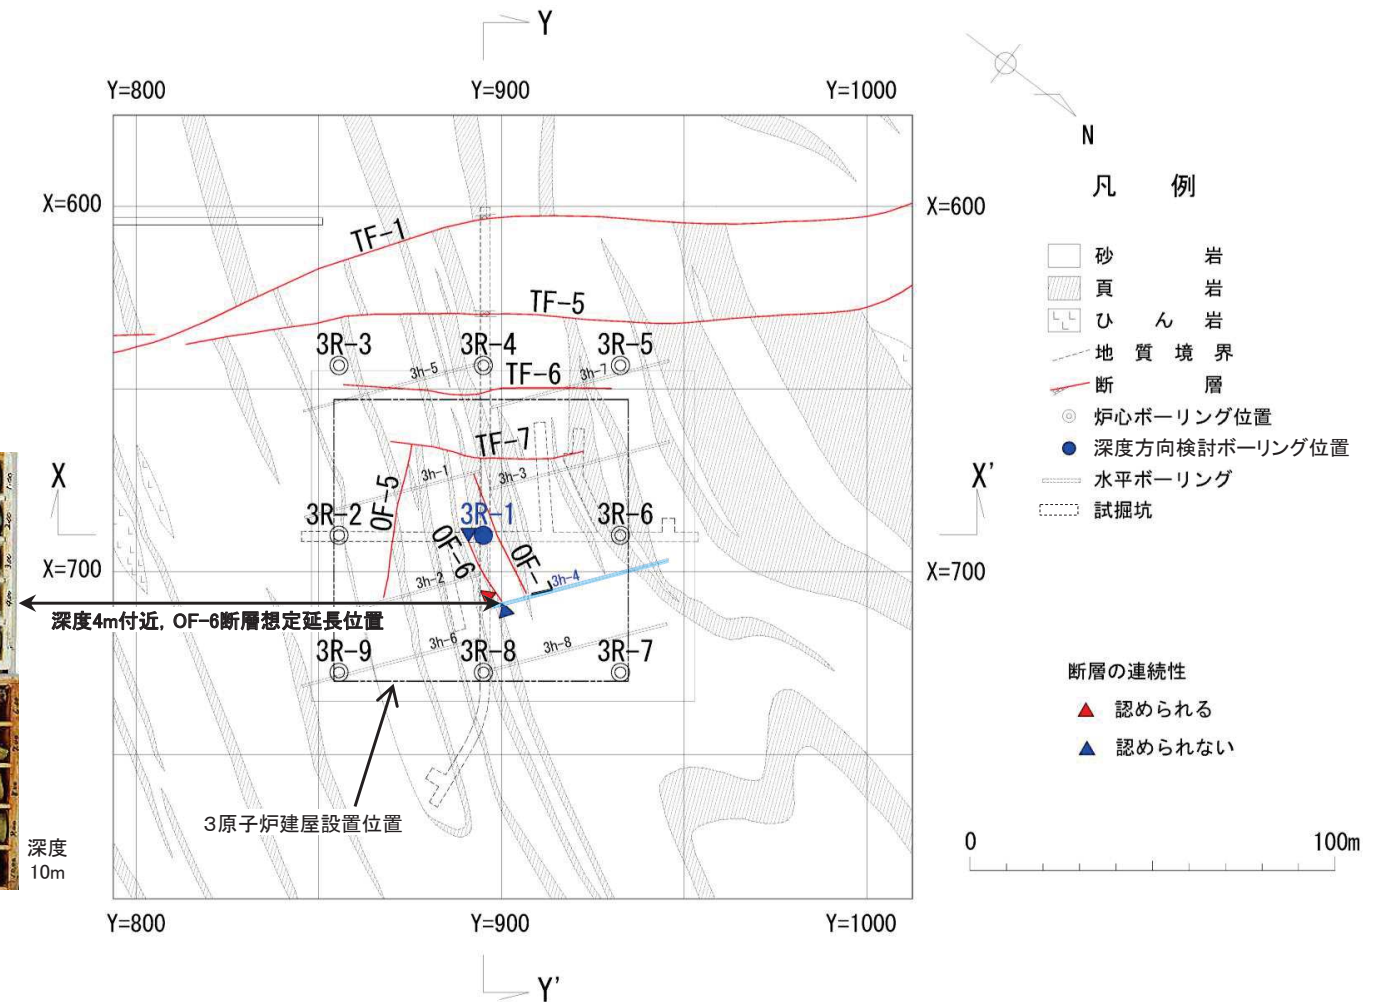 Y
Y=800
Y=900
Y=1000
N
凡 例
X=600
X=600
TF-1
砂 岩
頁 岩
ひ ん 岩
地 質 境 界
断 層
炉心ボーリング位置
深度方向検討ボーリング位置
水平ボーリング
試掘坑
TF-5
3R-3
3R-4
3R-5
3h-5
TF-6
3h-7
TF-7
3h-1
3h-3
X
X'
OF-5
3R-2
3R-1
3R-6
OF-6
OF-7
X=700
X=700
3h-2
3h-4
深度4m付近，OF-6断層想定延長位置
3h-6
3h-8
3R-9
3R-8
3R-7
断層の連続性
認められる
認められない
3原子炉建屋設置位置
深度
10m
0
100m
Y=800
Y=900
Y=1000
Y'